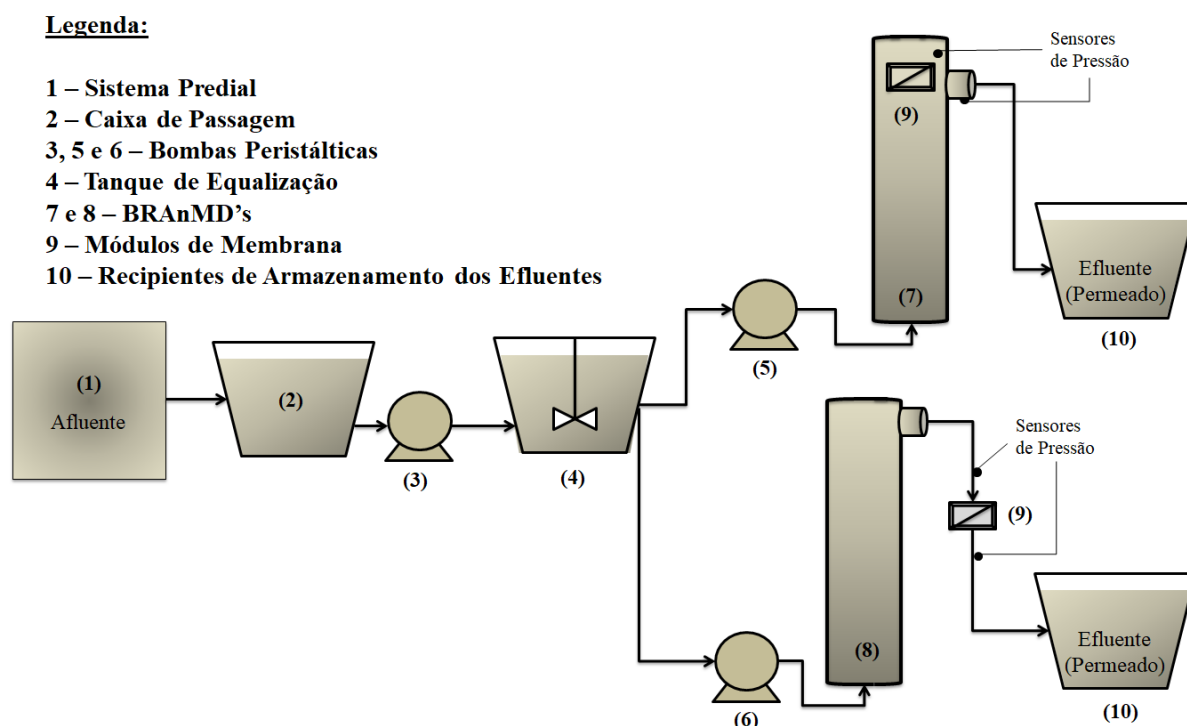 Legenda:
1 – Sistema Predial
2 – Caixa de Passagem
3, 5 e 6 – Bombas Peristálticas
4 – Tanque de Equalização
7 e 8 – BRAnMD’s
9 – Módulos de Membrana
10 – Recipientes de Armazenamento dos Efluentes
Sensores
de Pressão
(9)
(7)
Efluente
(Permeado)
(10)
(5)
(1)
Afluente
(2)
(3)
(4)
Sensores
de Pressão
(9)
(8)
(6)
Efluente
(Permeado)
(10)